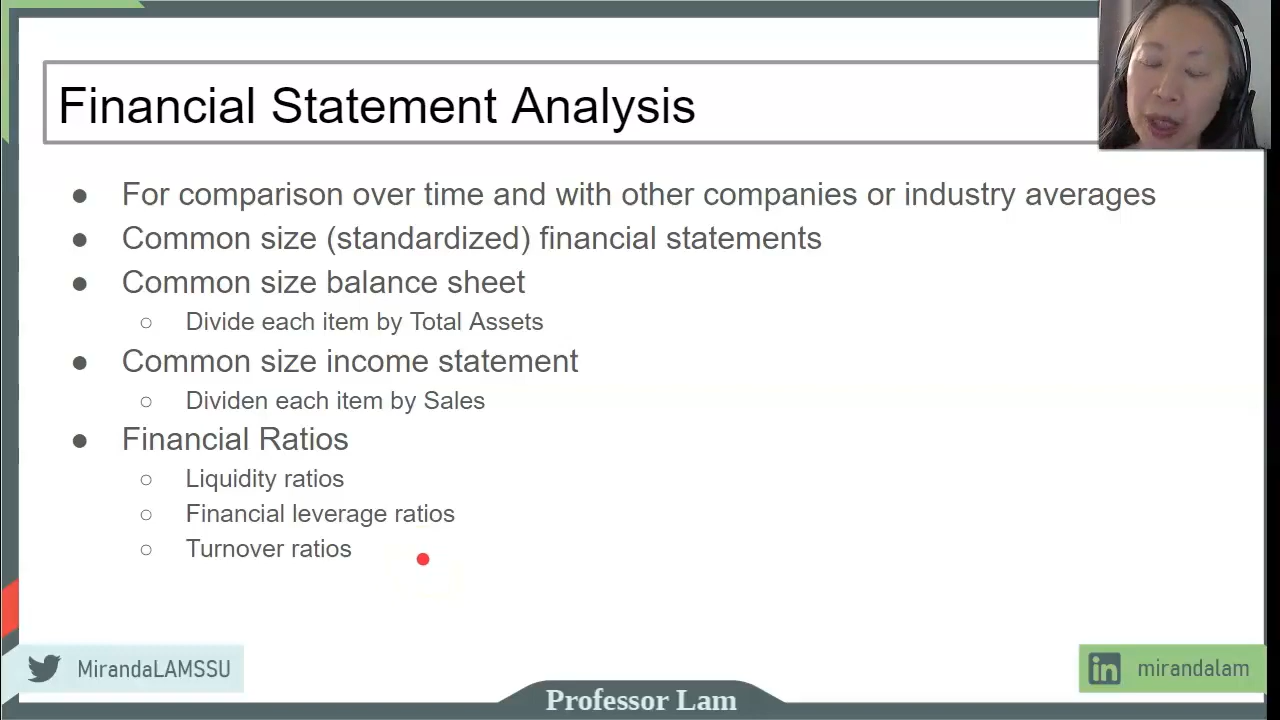 Financial Statement Analysis
● For comparison over time and with other companies or industry averages
● Common size (standardized) financial statements
● Common size balance sheet
○ Divide each item by Total Assets
● Common size income statement
○ Dividen each item by Sales
● Financial Ratios
○ Liquidity ratios
○ Financial leverage ratios
○ Turnover ratios
MirandaLAMSSU
Professor Lam
in mirandalam